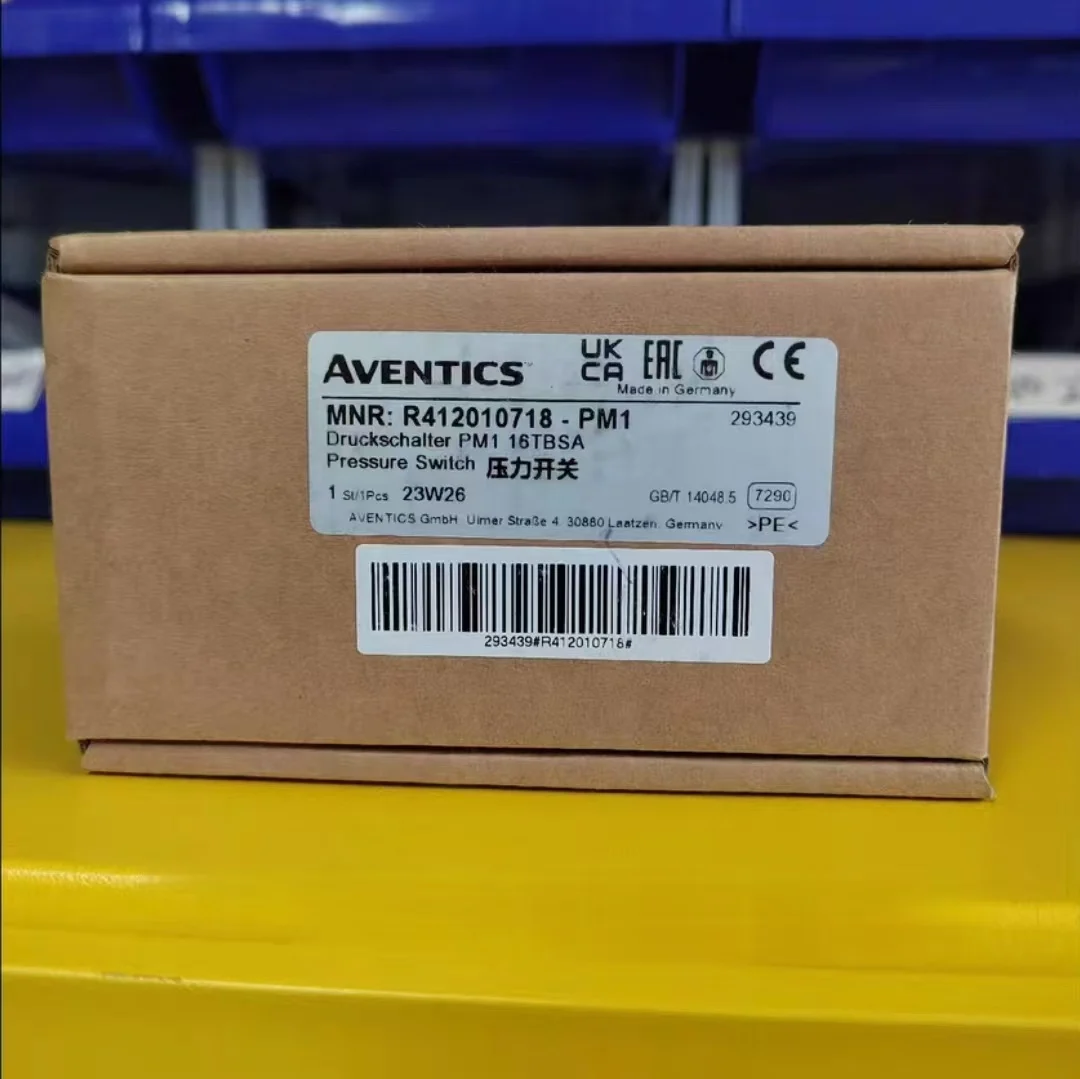 AVENTICS™
UK
CA
EAC
CE
Made in Germany
MNR: R412010718 - PM1
293439
Druckschalter PM1 16TBSA
Pressure Switch 压力开关
1 St/1Pcs 23W26
GB/T 14048.5
7290
AVENTICS GmbH Ulmer Straße 4. 30880 Laatzen, Germany
>PE<
293439#R412010718#